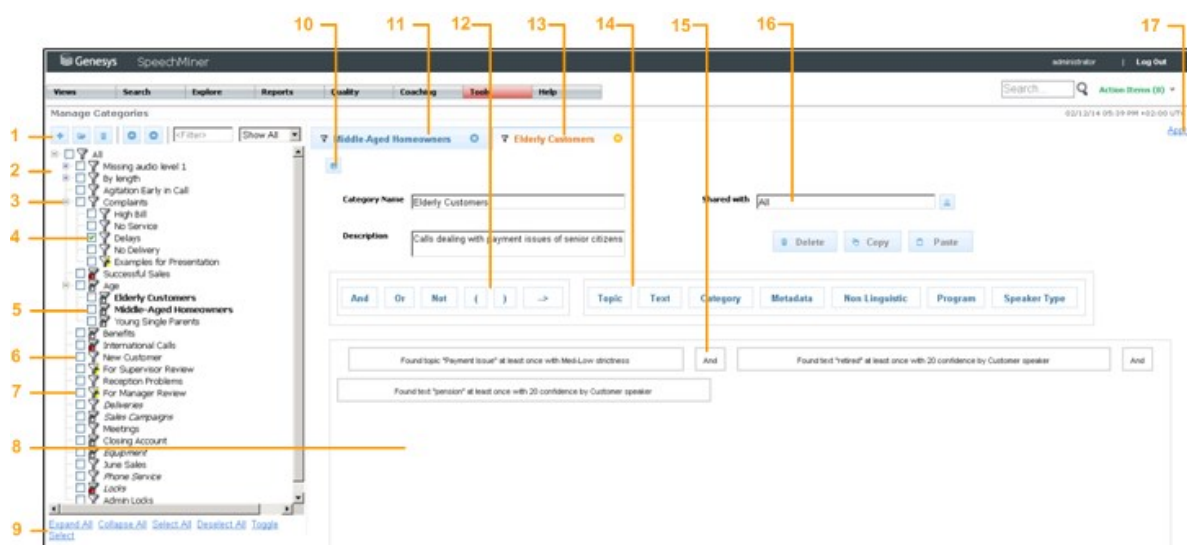 10 11 12 13 14 15 16 17
Genesys SpeechMiner administrator | Log Out
Views Search Explore Reports Quality Coaching Tools Help Search... Action Items (0)
Manage Categories 02/12/14 05:39 PM +02:00 UTC
1 <Filter> Show All Middle-Aged Homeowners Elderly Customers
All
2 Missing audio level 1
By length
Agitation Early in Call
3 Complaints
High Bill
No Service
4 Delays
No Delivery
Examples for Presentation
Successful Sales
Age
Elderly Customers
5 Middle-Aged Homeowners
Young Single Parents
Benefits
International Calls
6 New Customer
For Supervisor Review
Reception Problems
7 For Manager Review
Deliveries
Sales Campaigns
Meetings
Closing Account
8 Equipment
June Sales
Phone Service
Locks
Admin Locks
9 Expand All Collapse All Select All Deselect All Toggle
Select
Category Name Elderly Customers Shared with All
Description Calls dealing with payment issues of senior citizens Delete Copy Paste
And Or Not ( ) -> Topic Text Category Metadata Non Linguistic Program Speaker Type
Found topic "Payment Issue" at least once with Med-Low strictness And Found text "retired" at least once with 20 confidence by Customer speaker And
Found text "pension" at least once with 20 confidence by Customer speaker